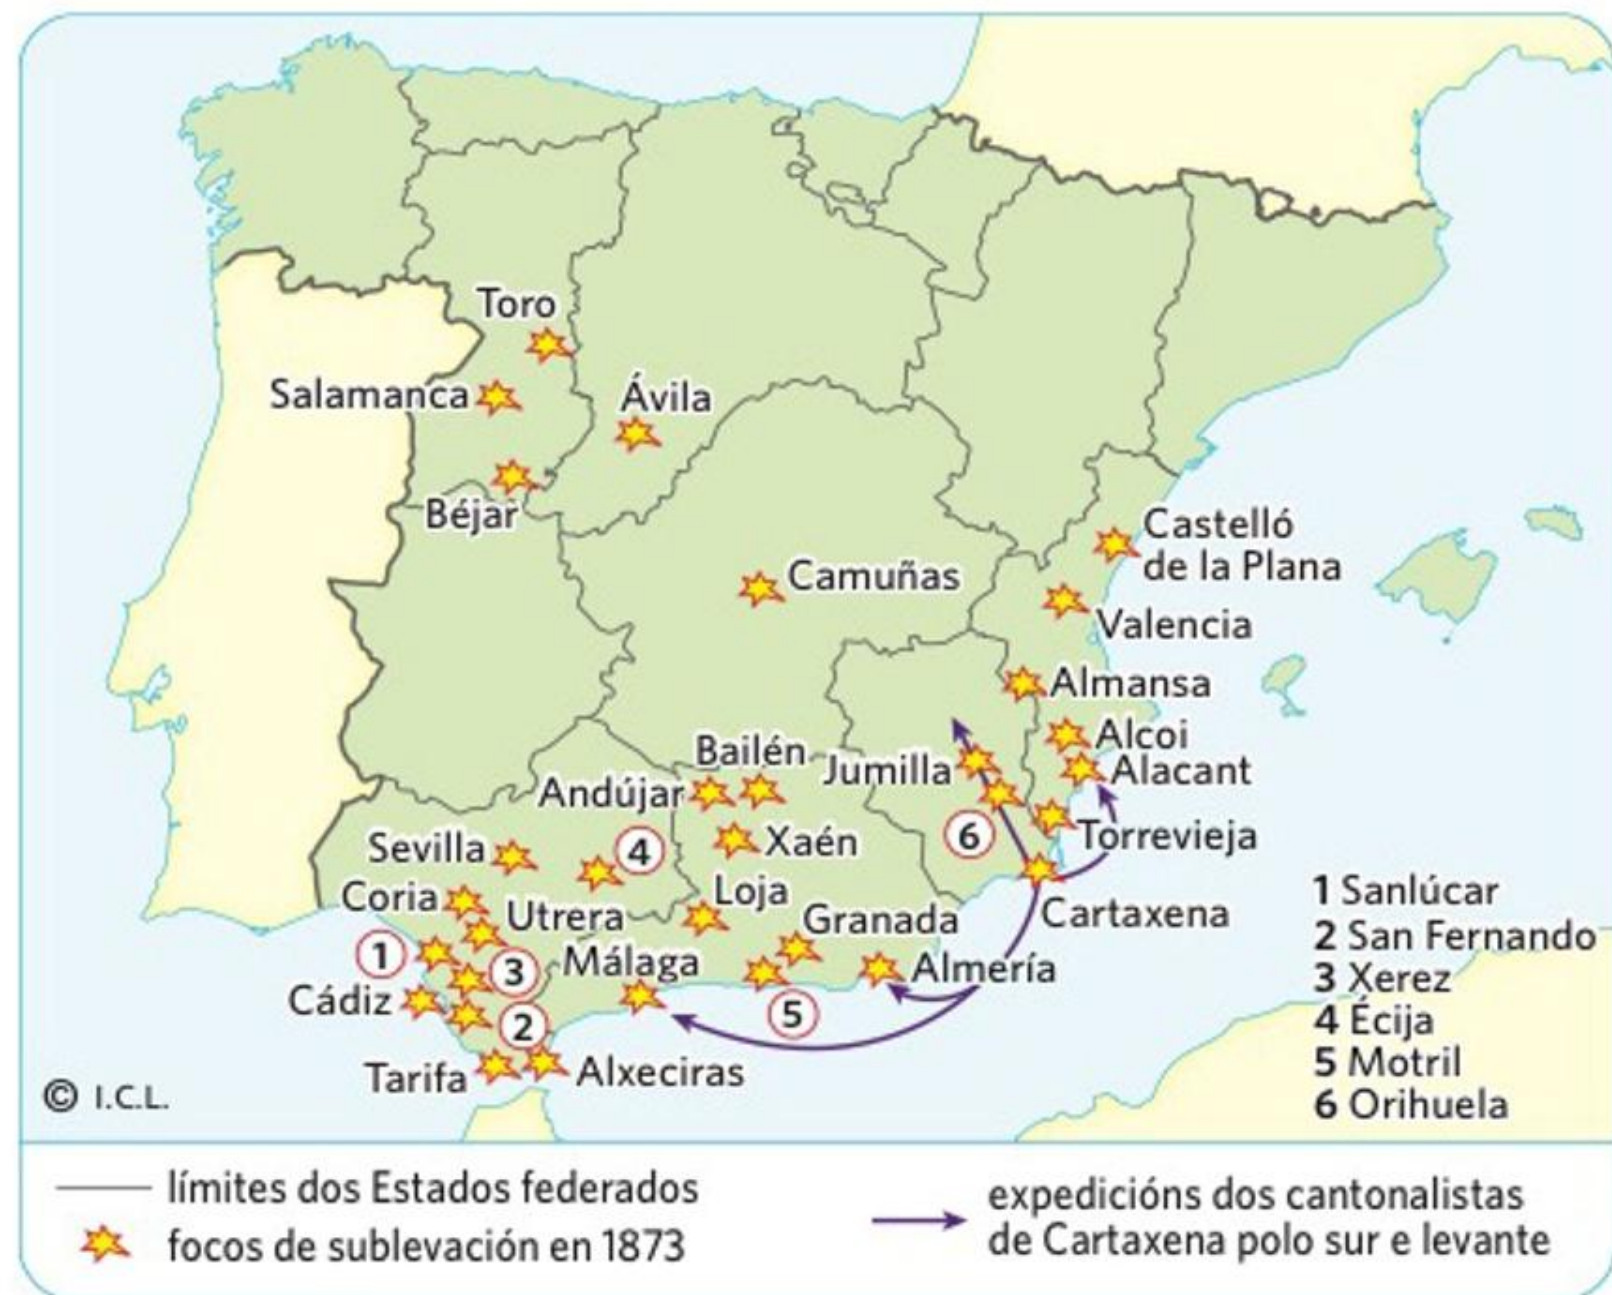 Toro
Salamanca
Ávila
Béjar
Castelló
de la Plana
Camuñas
Valencia
Almansa
Alcoi
Bailén
Jumilla
Alacant
Andújar
6
Torrevieja
Sevilla
4
Xaén
Coria
Loja
1 Sanlúcar
Utrera
Granada
Cartaxena
2 San Fernando
1
3
Málaga
Almería
3 Xerez
Cádiz
2
5
4 Écija
Tarifa
Alxeciras
5 Motril
© I.C.L.
6 Orihuela
límites dos Estados federados
focos de sublevación en 1873
expedicións dos cantonalistas
de Cartaxena polo sur e levante